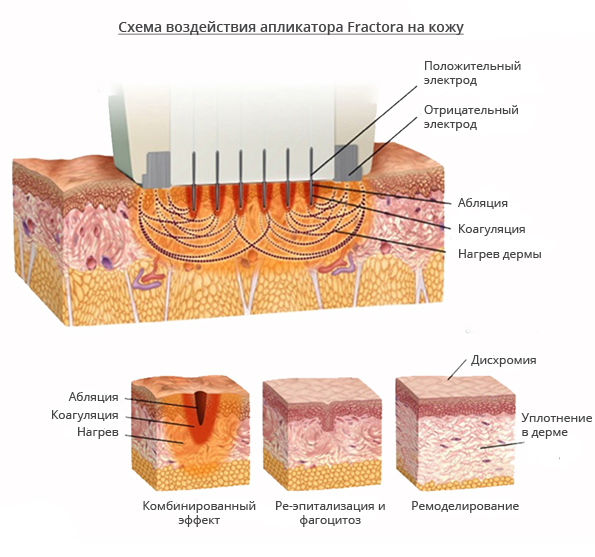 Схема воздействия апликатора Fractora на кожу
Положительный
электрод
Отрицательный
электрод
Абляция
Коагуляция
Нагрев дермы
Дисхромия
Абляция
Коагуляция
Нагрев
Уплотнение
в дерме
Комбинированный
эффект
Ре-эпитализация и
фагоцитоз
Ремоделирование